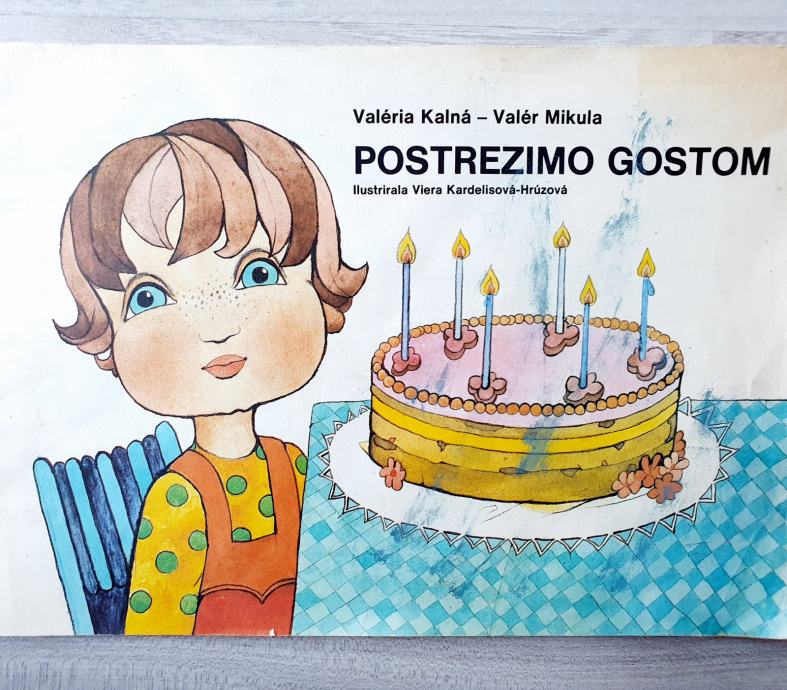 Valéria Kalná – Valér Mikula
POSTREZIMO GOSTOM
Ilustrirala Viera Kardelisová-Hrúzová